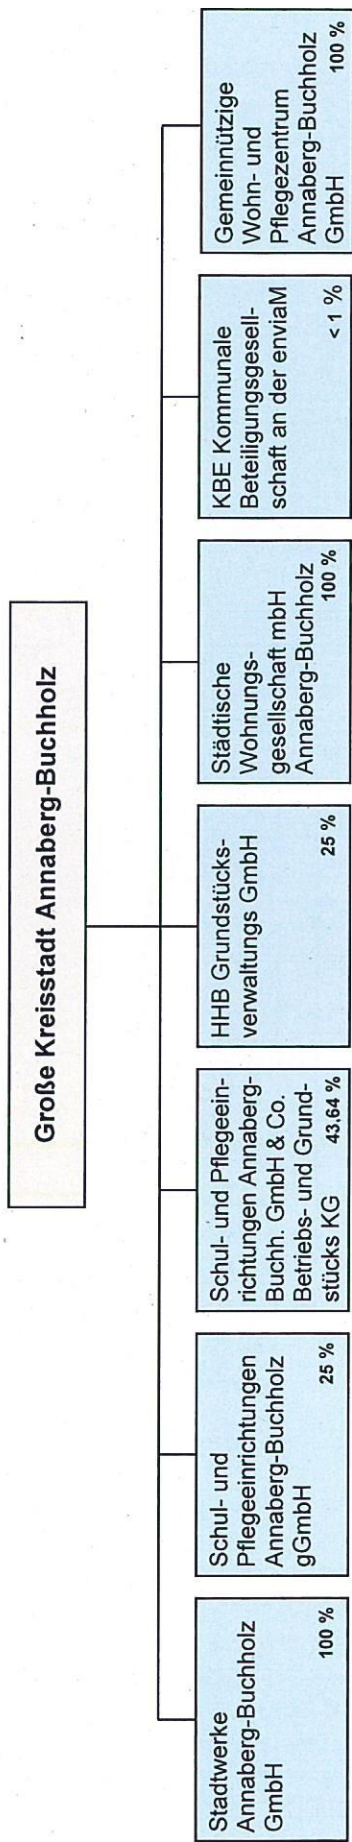 Große Kreisstadt Annaberg-Buchholz
Stadtwerke
Annaberg-Buchholz
GmbH
100 %
Schul- und
Pflegeeinrichtungen
Annaberg-Buchholz
gGmbH
25 %
Schul- und Pflegeein-
richtungen Annaberg-
Buchh. GmbH & Co.
Betriebs- und Grund-
stücks KG 43,64 %
HHB Grundstücks-
verwaltungs GmbH
25 %
Städtische
Wohnungs-
gesellschaft mbH
Annaberg-Buchholz
100 %
KBE Kommunale
Beteiligungsgesell-
schaft an der enviaM
< 1 %
Gemeinnützige
Wohn- und
Pflegezentrum
Annaberg-Buchholz
GmbH 100 %